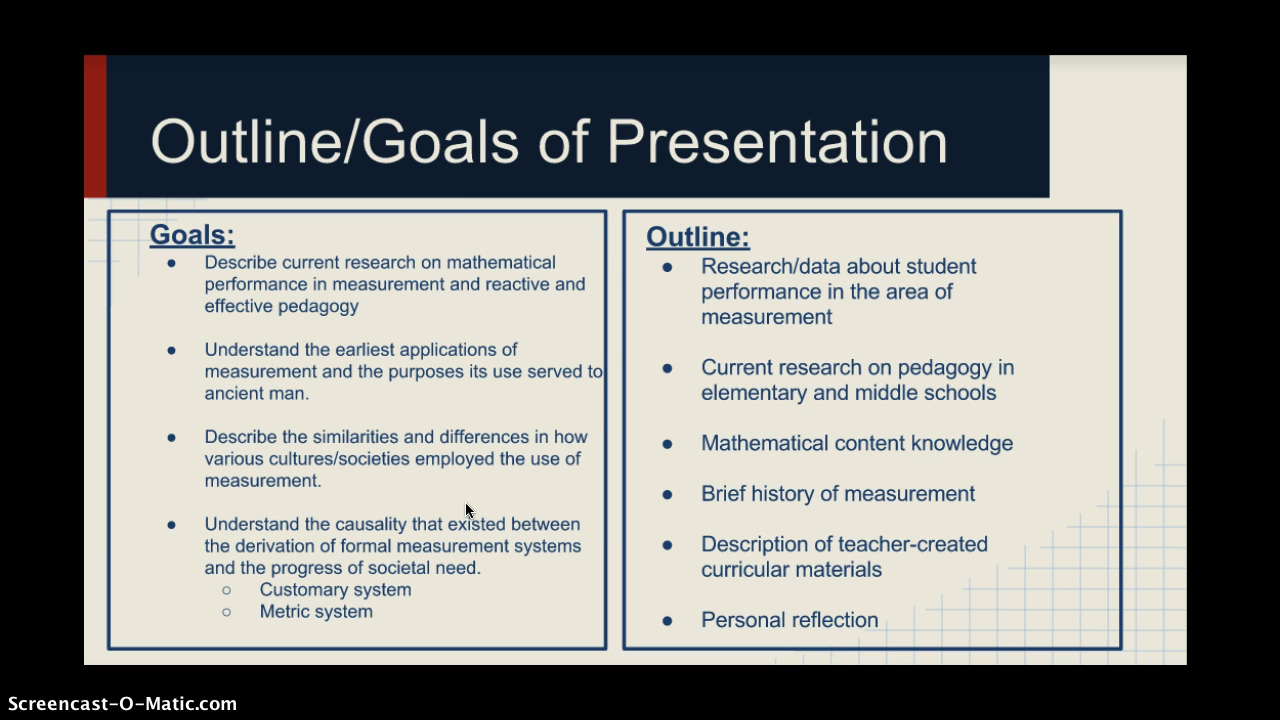 Outline/Goals of Presentation
Goals:
● Describe current research on mathematical
performance in measurement and reactive and
effective pedagogy
● Understand the earliest applications of
measurement and the purposes its use served to
ancient man.
● Describe the similarities and differences in how
various cultures/societies employed the use of
measurement.
● Understand the causality that existed between
the derivation of formal measurement systems
and the progress of societal need.
○ Customary system
○ Metric system
Outline:
● Research/data about student
performance in the area of
measurement
● Current research on pedagogy in
elementary and middle schools
● Mathematical content knowledge
● Brief history of measurement
● Description of teacher-created
curricular materials
● Personal reflection
Screencast-O-Matic.com